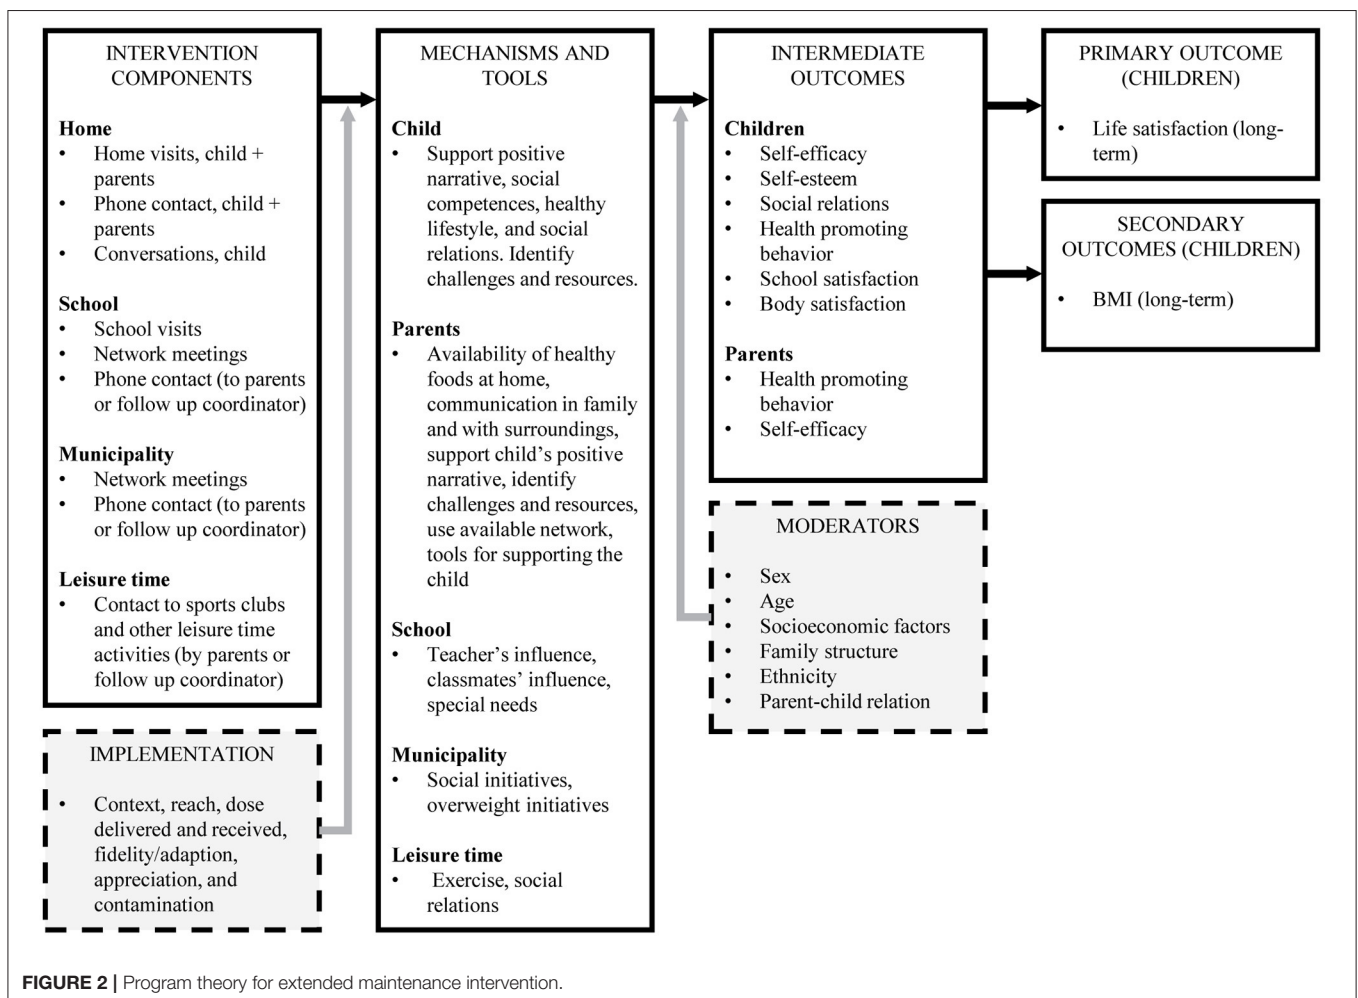 INTERVENTION
COMPONENTS
Home
• Home visits, child +
parents
• Phone contact, child +
parents
• Conversations, child
School
• School visits
• Network meetings
• Phone contact (to parents
or follow up coordinator)
Municipality
• Network meetings
• Phone contact (to parents
or follow up coordinator)
Leisure time
• Contact to sports clubs
and other leisure time
activities (by parents or
follow up coordinator)
IMPLEMENTATION
• Context, reach, dose
delivered and received,
fidelity/adaption,
appreciation, and
contamination
MECHANISMS AND
TOOLS
Child
• Support positive
narrative, social
competences, healthy
lifestyle, and social
relations. Identify
challenges and resources.
Parents
• Availability of healthy
foods at home,
communication in family
and with surroundings,
support child's positive
narrative, identify
challenges and resources,
use available network,
tools for supporting the
child
School
• Teacher's influence,
classmates' influence,
special needs
Municipality
• Social initiatives,
overweight initiatives
Leisure time
• Exercise, social
relations
INTERMEDIATE
OUTCOMES
Children
• Self-efficacy
• Self-esteem
• Social relations
• Health promoting
behavior
• School satisfaction
• Body satisfaction
Parents
• Health promoting
behavior
• Self-efficacy
MODERATORS
• Sex
• Age
• Socioeconomic factors
• Family structure
• Ethnicity
• Parent-child relation
PRIMARY OUTCOME
(CHILDREN)
• Life satisfaction (long-
term)
SECONDARY
OUTCOMES (CHILDREN)
• BMI (long-term)
FIGURE 2 | Program theory for extended maintenance intervention.